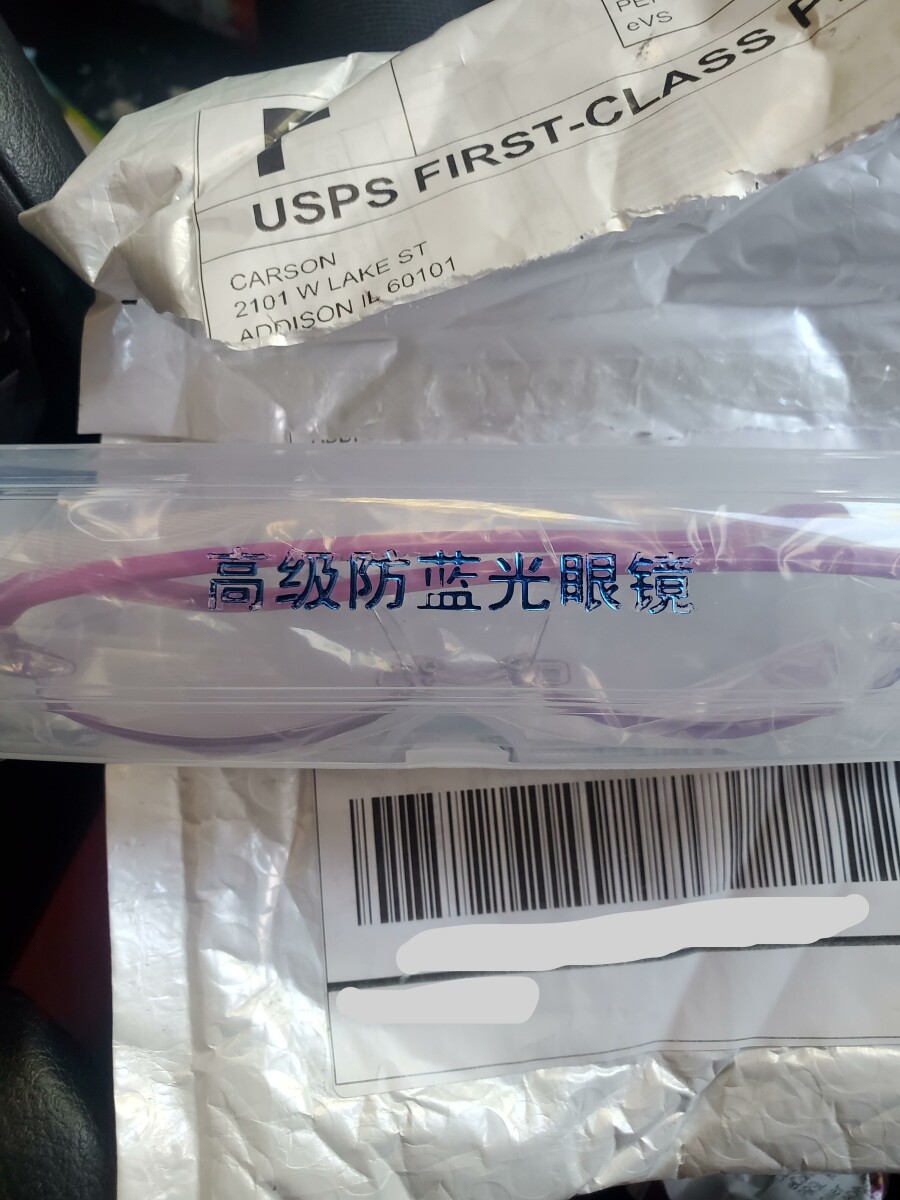 eVS
F
USPS FIRST-CLASS
CARSON
2101 W LAKE ST
ADDISON IL 60101
高级防蓝光眼镜